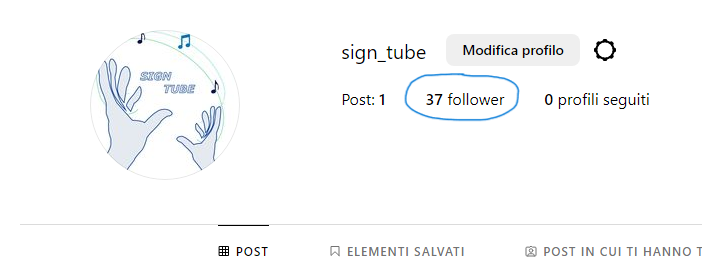 SIGN
TUBE
sign_tube Modifica profilo
Post: 1 37 follower 0 profili seguiti
POST ELEMENTI SALVATI POST IN CUI TI HANNO T